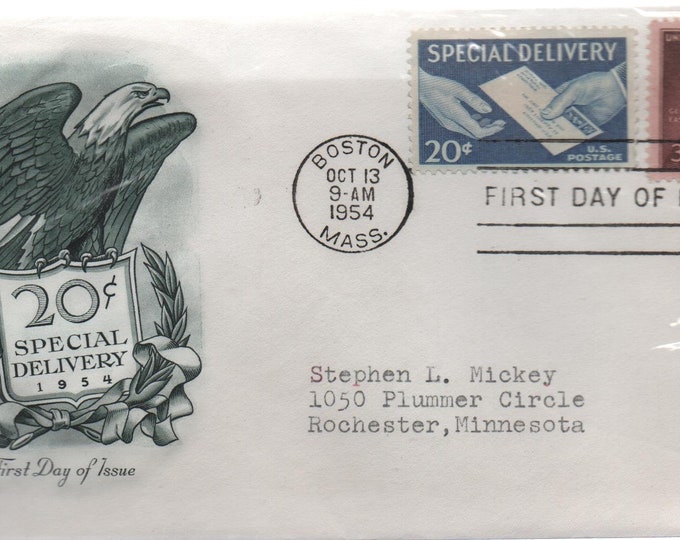 SPECIAL DELIVERY
20¢
U.S.
POSTAGE
3
BOSTON
OCT 13
9-AM
1954
MASS.
FIRST DAY OF
20¢
SPECIAL
DELIVERY
1954
First Day of Issue
Stephen L. Mickey
1050 Plummer Circle
Rochester,Minnesota